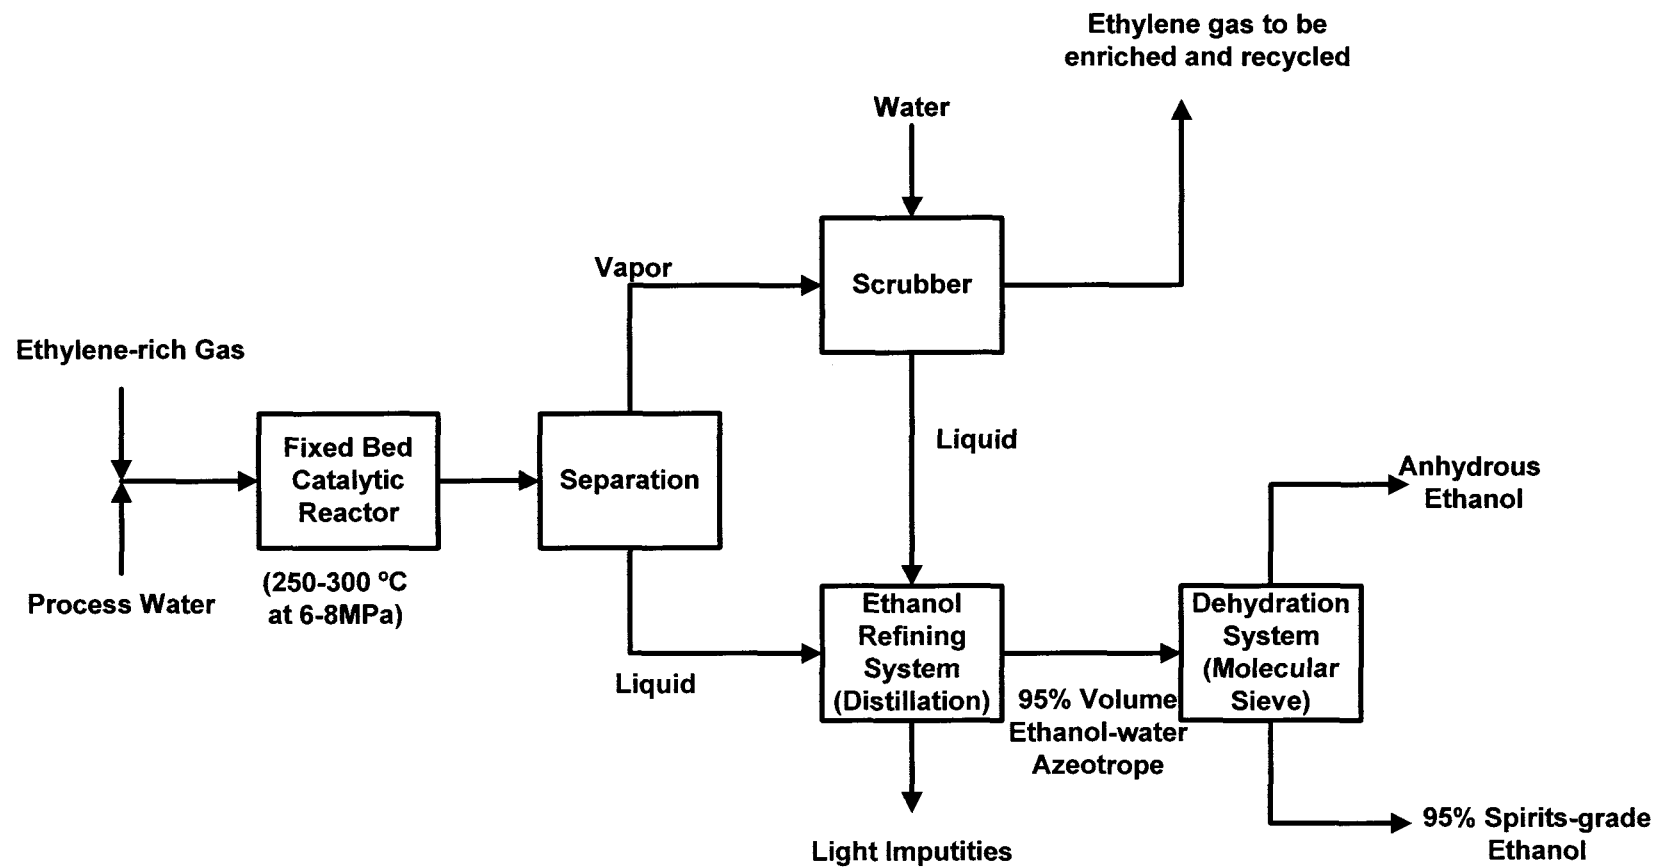 Ethylene gas to be
enriched and recycled
Water
Vapor
Scrubber
Ethylene-rich Gas
Fixed Bed
Catalytic
Reactor
Separation
Liquid
Anhydrous
Ethanol
(250-300 ºC
at 6-8MPa)
Process Water
Ethanol
Refining
System
(Distillation)
Dehydration
System
(Molecular
Sieve)
Liquid
95% Volume
Ethanol-water
Azeotrope
95% Spirits-grade
Ethanol
Light Imputities